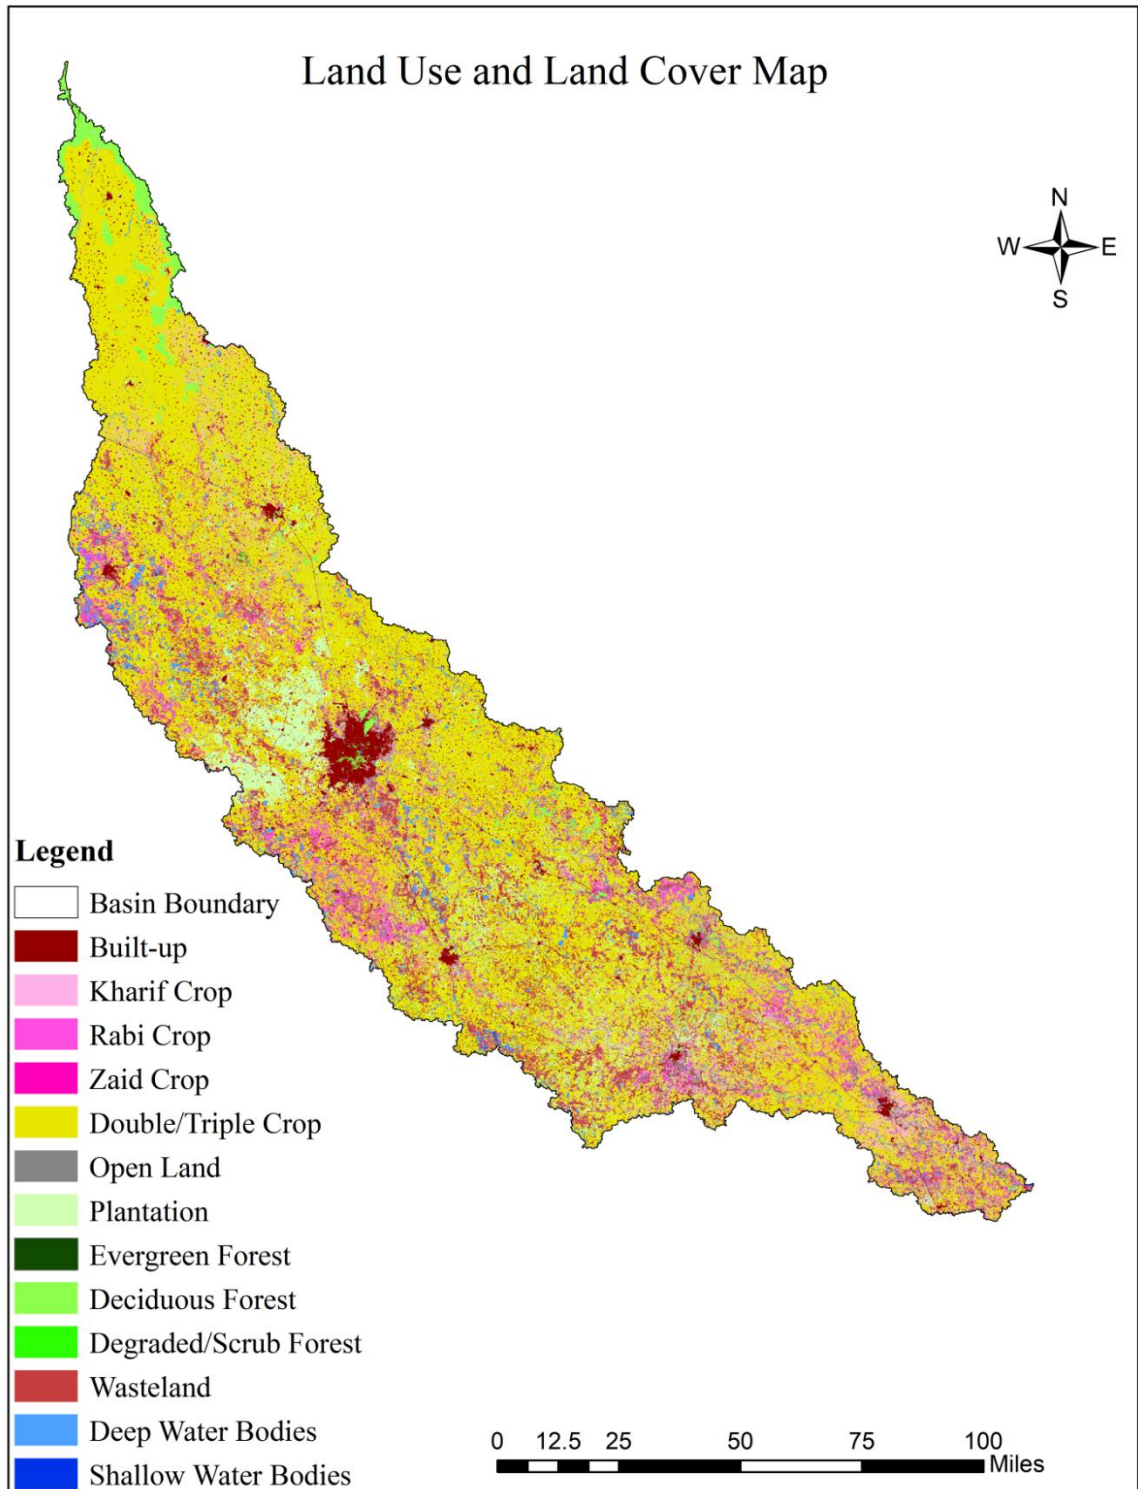 Land Use and Land Cover Map
N
W E
S
Legend
Basin Boundary
Built-up
Kharif Crop
Rabi Crop
Zaid Crop
Double/Triple Crop
Open Land
Plantation
Evergreen Forest
Deciduous Forest
Degraded/Scrub Forest
Wasteland
Deep Water Bodies
Shallow Water Bodies
0 12.5 25 50 75 100
Miles